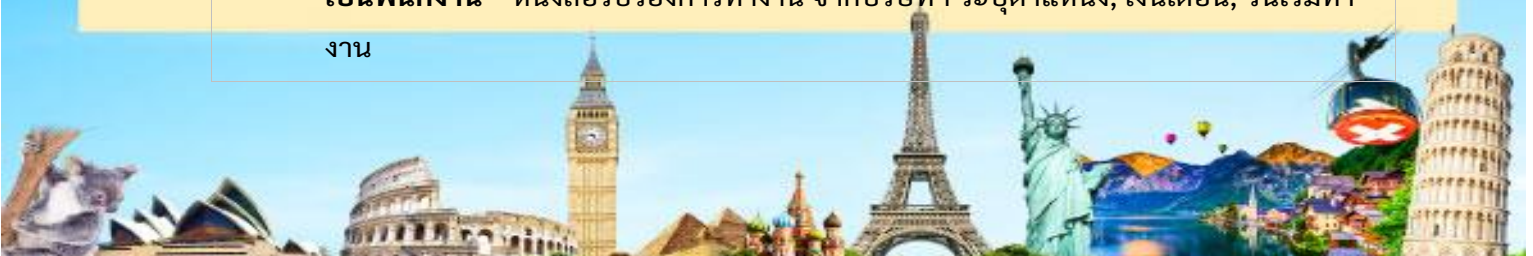 เป็นพนักงาน หนังสือรับรองการทำงาน จากบริษัทฯ ระบุตำแหน่ง, เงินเดือน, วันเริ่มทำ
งาน